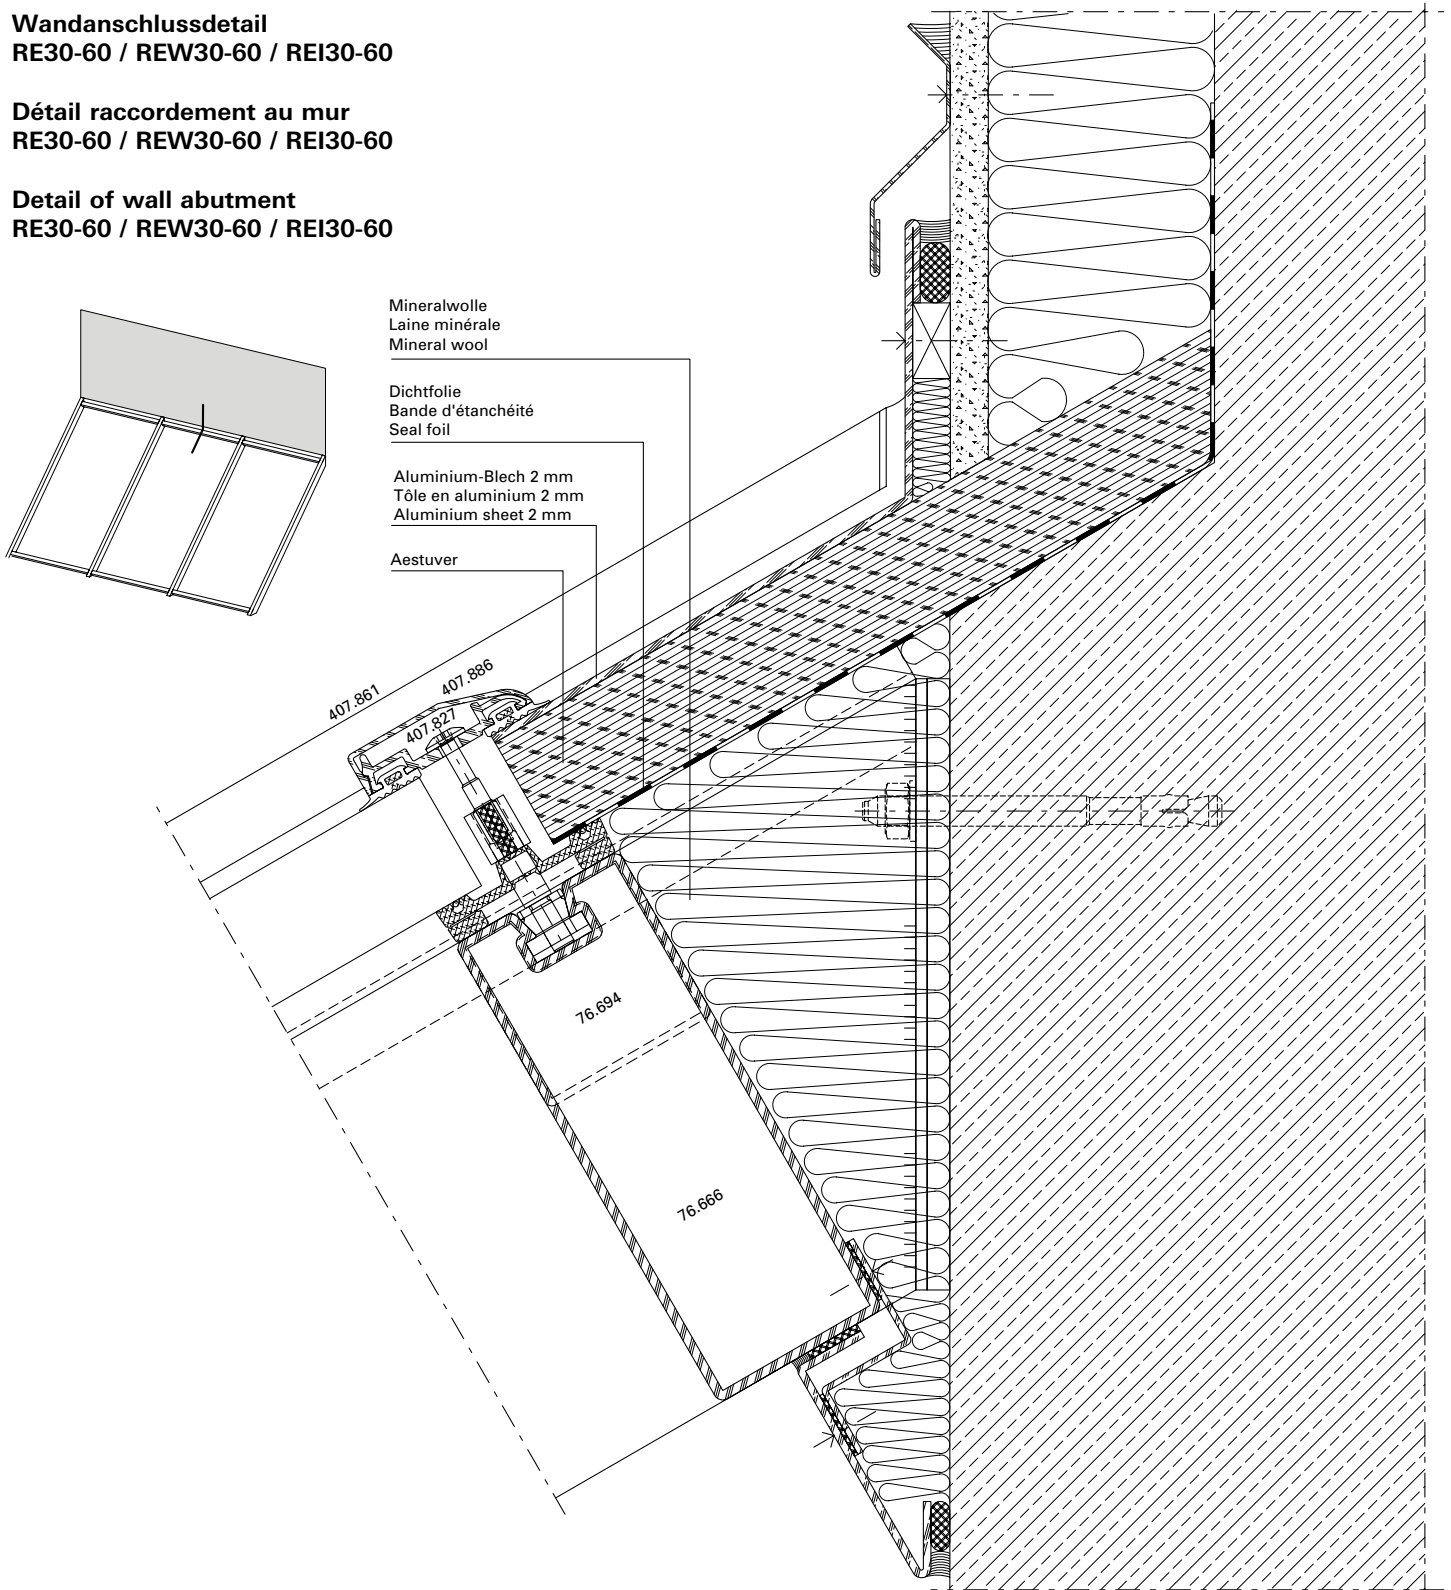 Wandanschlussdetail
RE30-60 / REW30-60 / REI30-60
Détail raccordement au mur
RE30-60 / REW30-60 / REI30-60
Detail of wall abutment
RE30-60 / REW30-60 / REI30-60
Mineralwolle
Laine minérale
Mineral wool
Dichtfolie
Bande d'étanchéité
Seal foil
Aluminium-Blech 2 mm
Tôle en aluminium 2 mm
Aluminium sheet 2 mm
Aestuver
407.861
407.886
407.827
76.694
76.666